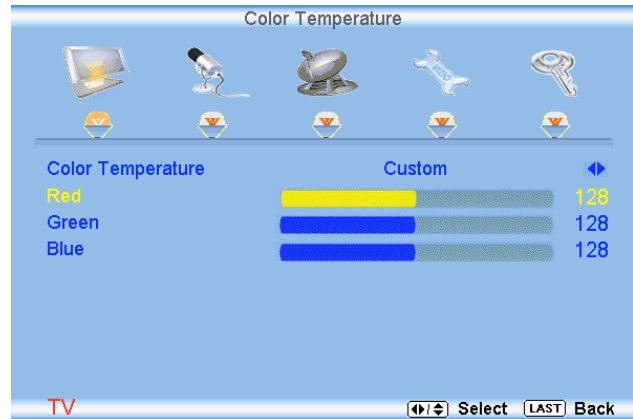 Color Temperature
Color Temperature Custom
Red 128
Green 128
Blue 128
TV Select LAST Back